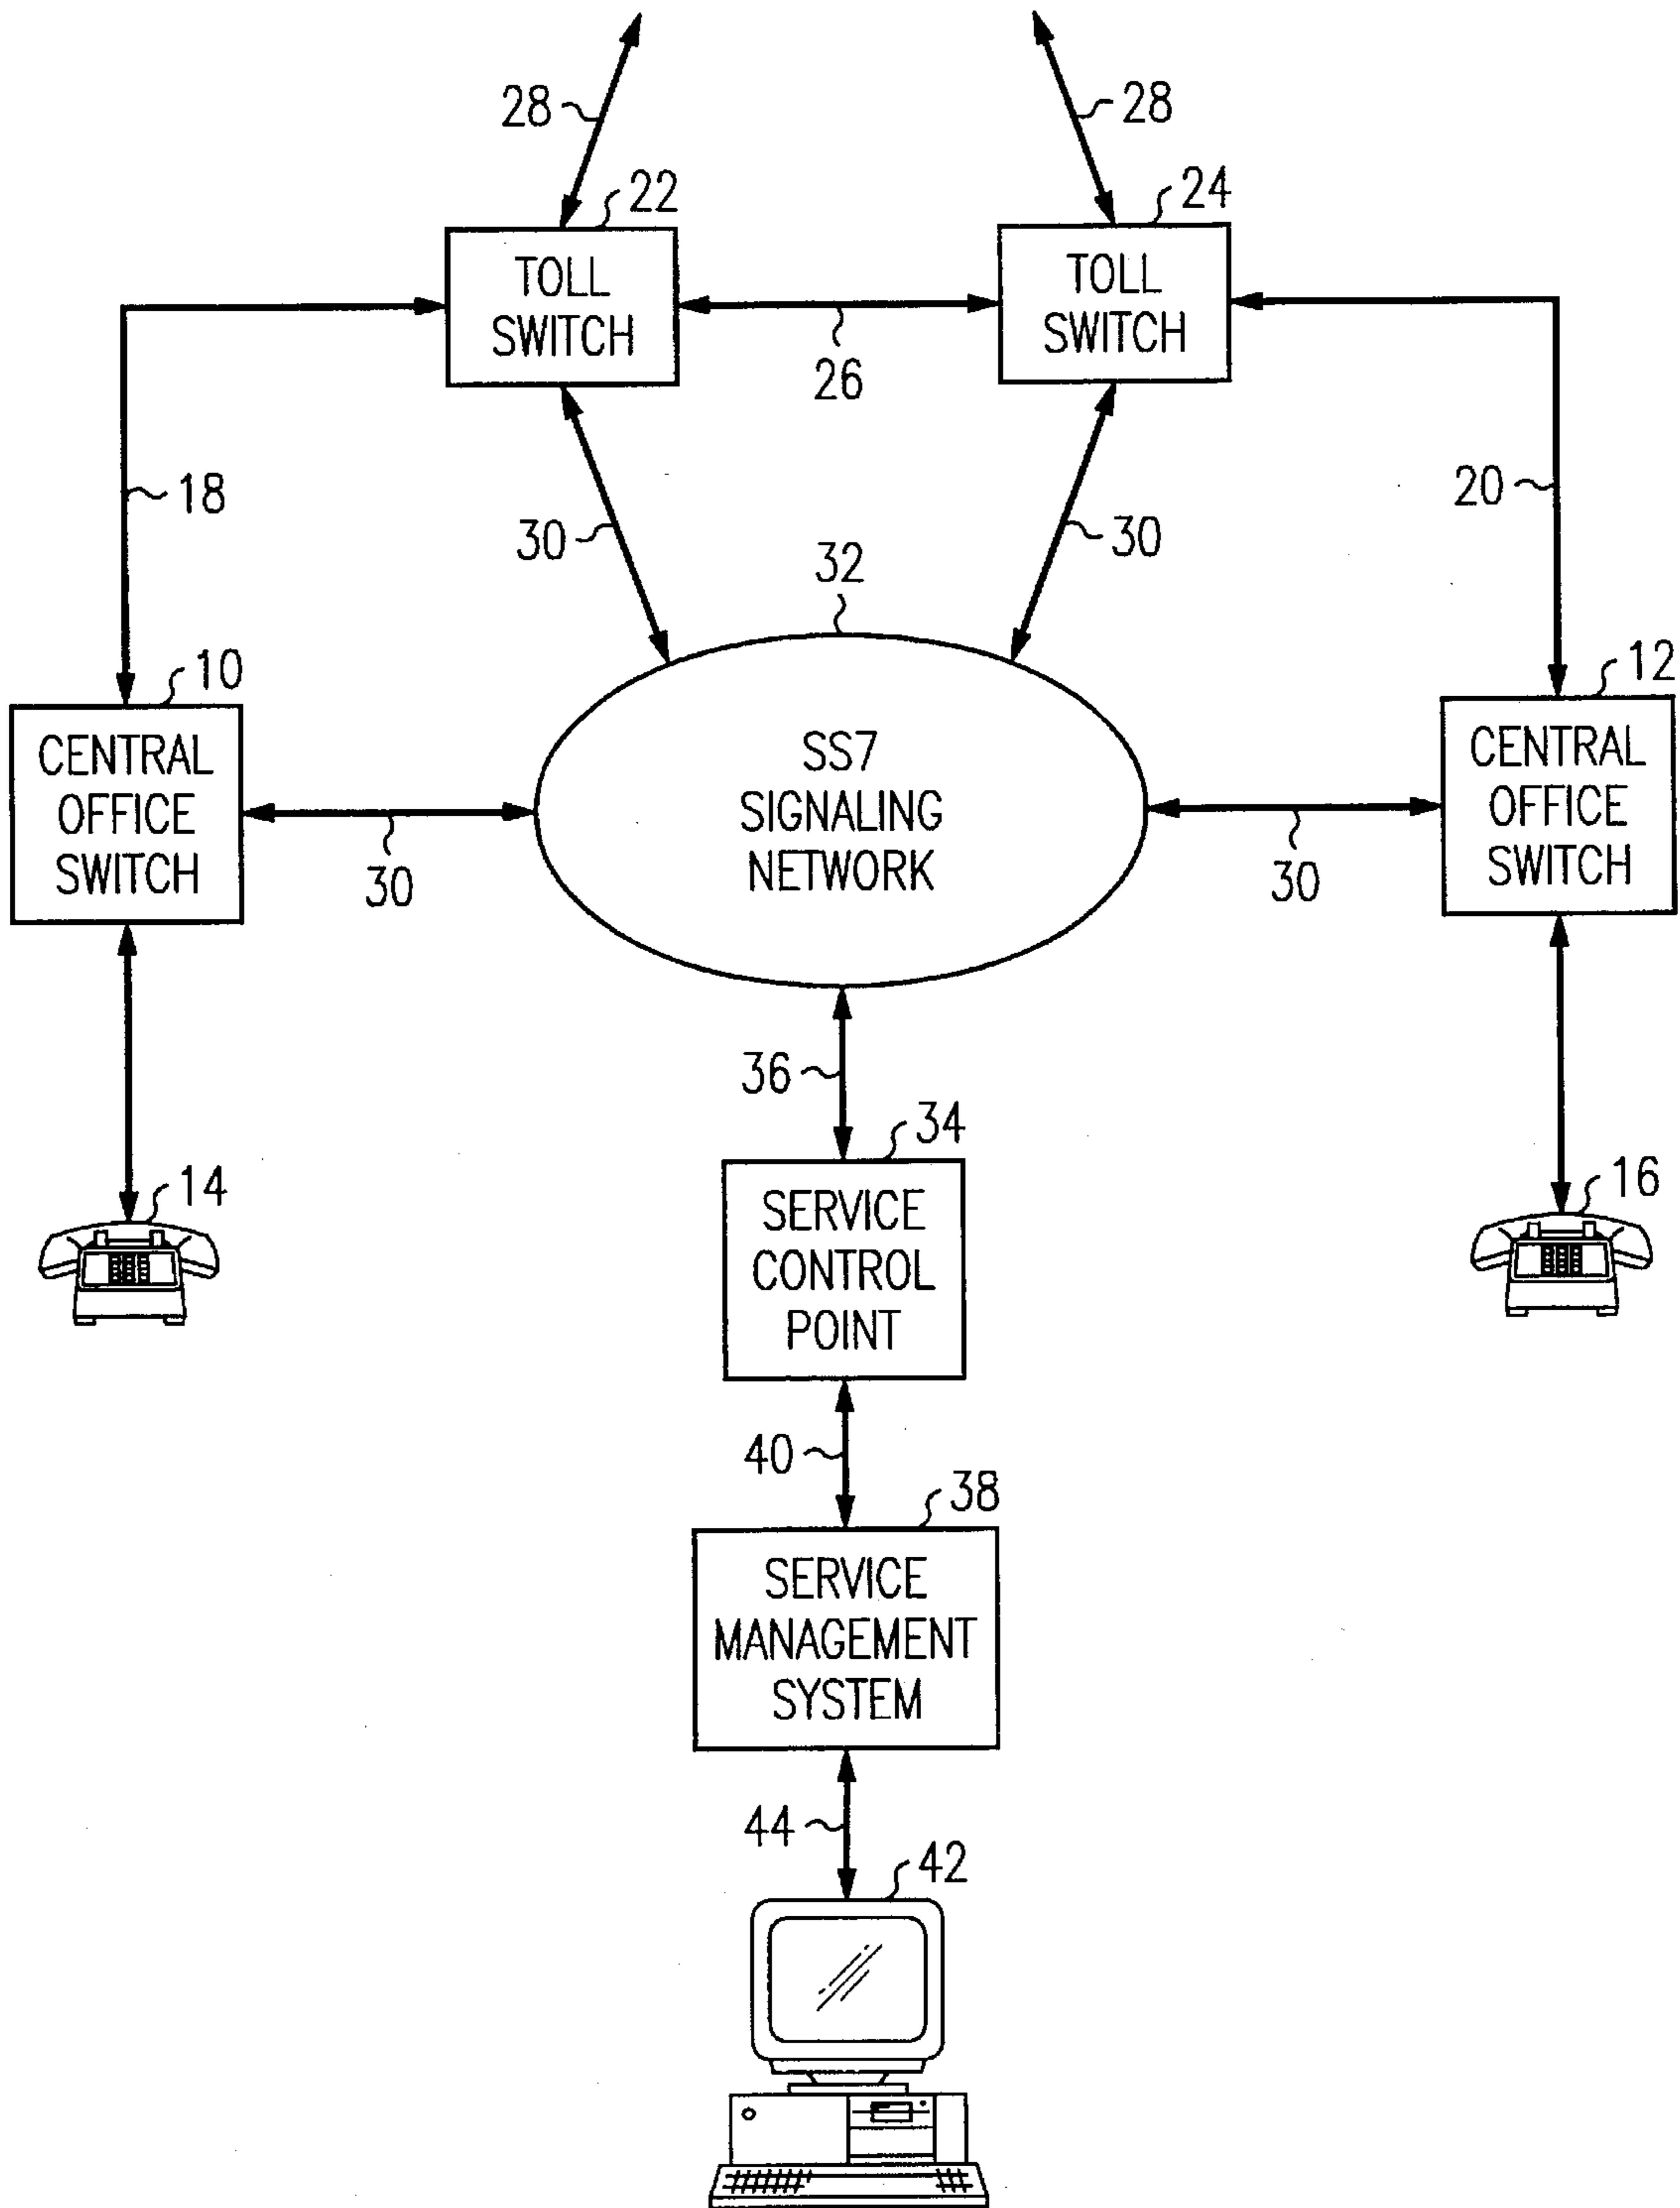 28
28
22
24
TOLL
SWITCH
TOLL
SWITCH
26
18
20
30
30
32
10
12
CENTRAL
OFFICE
SWITCH
SS7
SIGNALING
NETWORK
CENTRAL
OFFICE
SWITCH
30
30
36
34
14
16
SERVICE
CONTROL
POINT
40
38
SERVICE
MANAGEMENT
SYSTEM
44
42